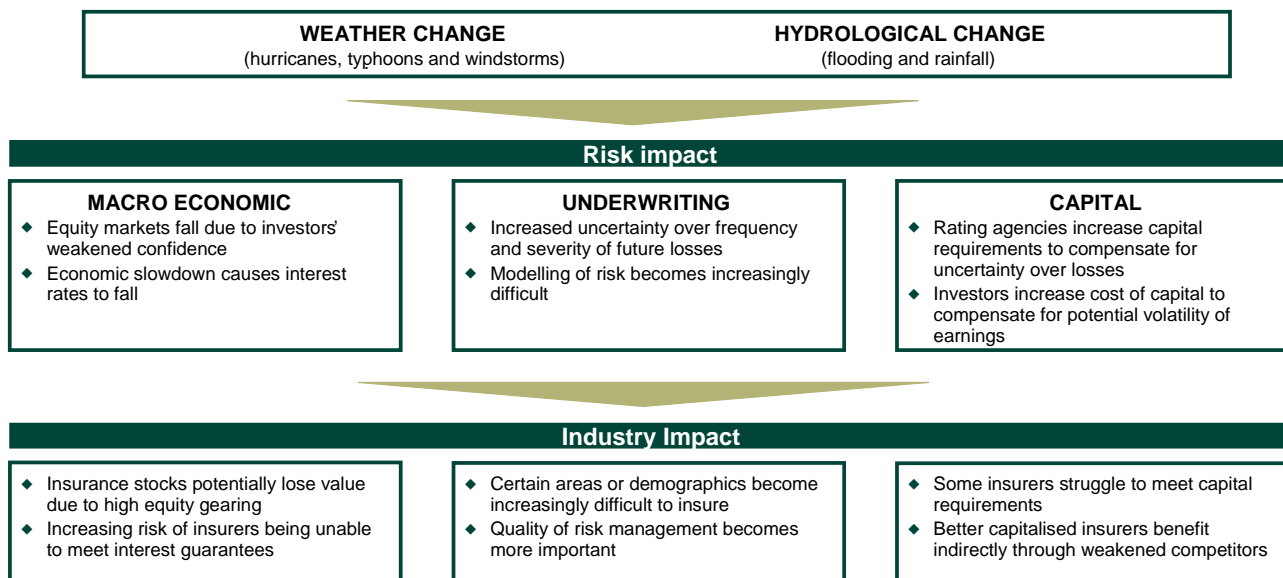 WEATHER CHANGE
(hurricanes, typhoons and windstorms)
HYDROLOGICAL CHANGE
(flooding and rainfall)
Risk impact
MACRO ECONOMIC
◆ Equity markets fall due to investors'
weakened confidence
◆ Economic slowdown causes interest
rates to fall
UNDERWRITING
◆ Increased uncertainty over frequency
and severity of future losses
◆ Modelling of risk becomes increasingly
difficult
CAPITAL
◆ Rating agencies increase capital
requirements to compensate for
uncertainty over losses
◆ Investors increase cost of capital to
compensate for potential volatility of
earnings
Industry Impact
◆ Insurance stocks potentially lose value
due to high equity gearing
◆ Increasing risk of insurers being unable
to meet interest guarantees
◆ Certain areas or demographics become
increasingly difficult to insure
◆ Quality of risk management becomes
more important
◆ Some insurers struggle to meet capital
requirements
◆ Better capitalised insurers benefit
indirectly through weakened competitors